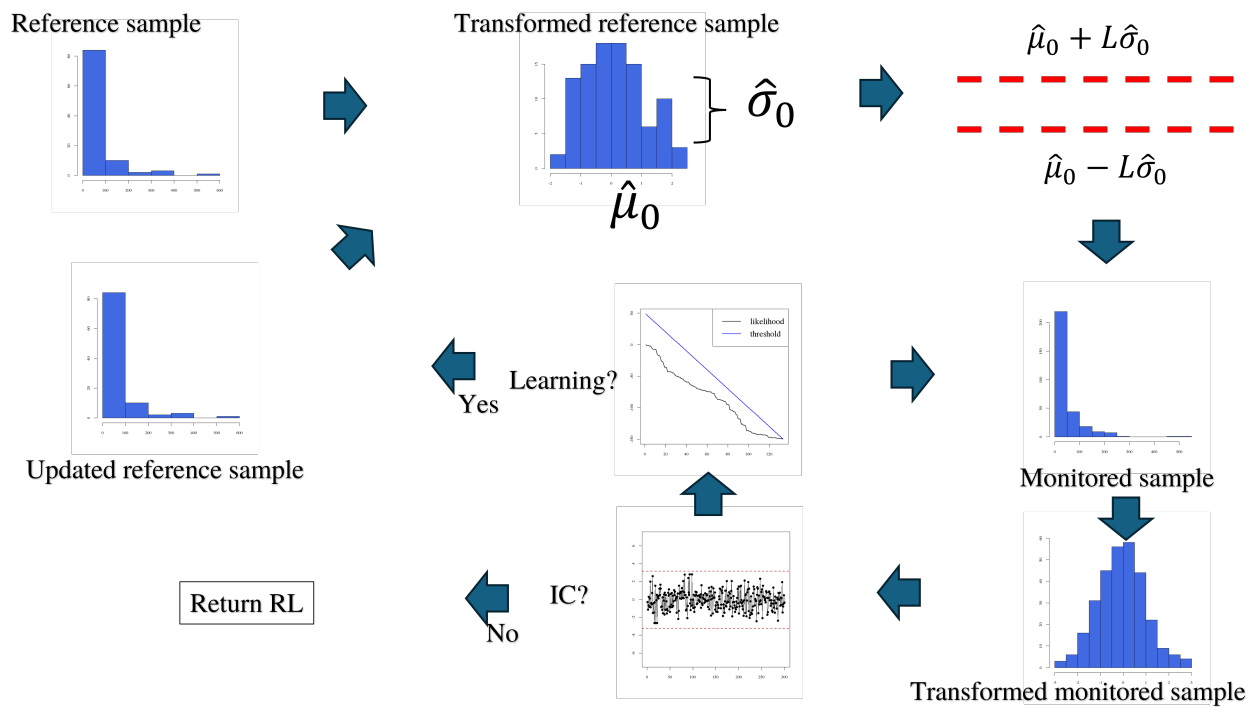 Reference sample
Transformed reference sample
μ̂₀ + Lσ̂₀
σ̂₀
μ̂₀ − Lσ̂₀
μ̂₀
likelihood
threshold
Learning?
Yes
Updated reference sample
Monitored sample
IC?
Return RL
No
Transformed monitored sample